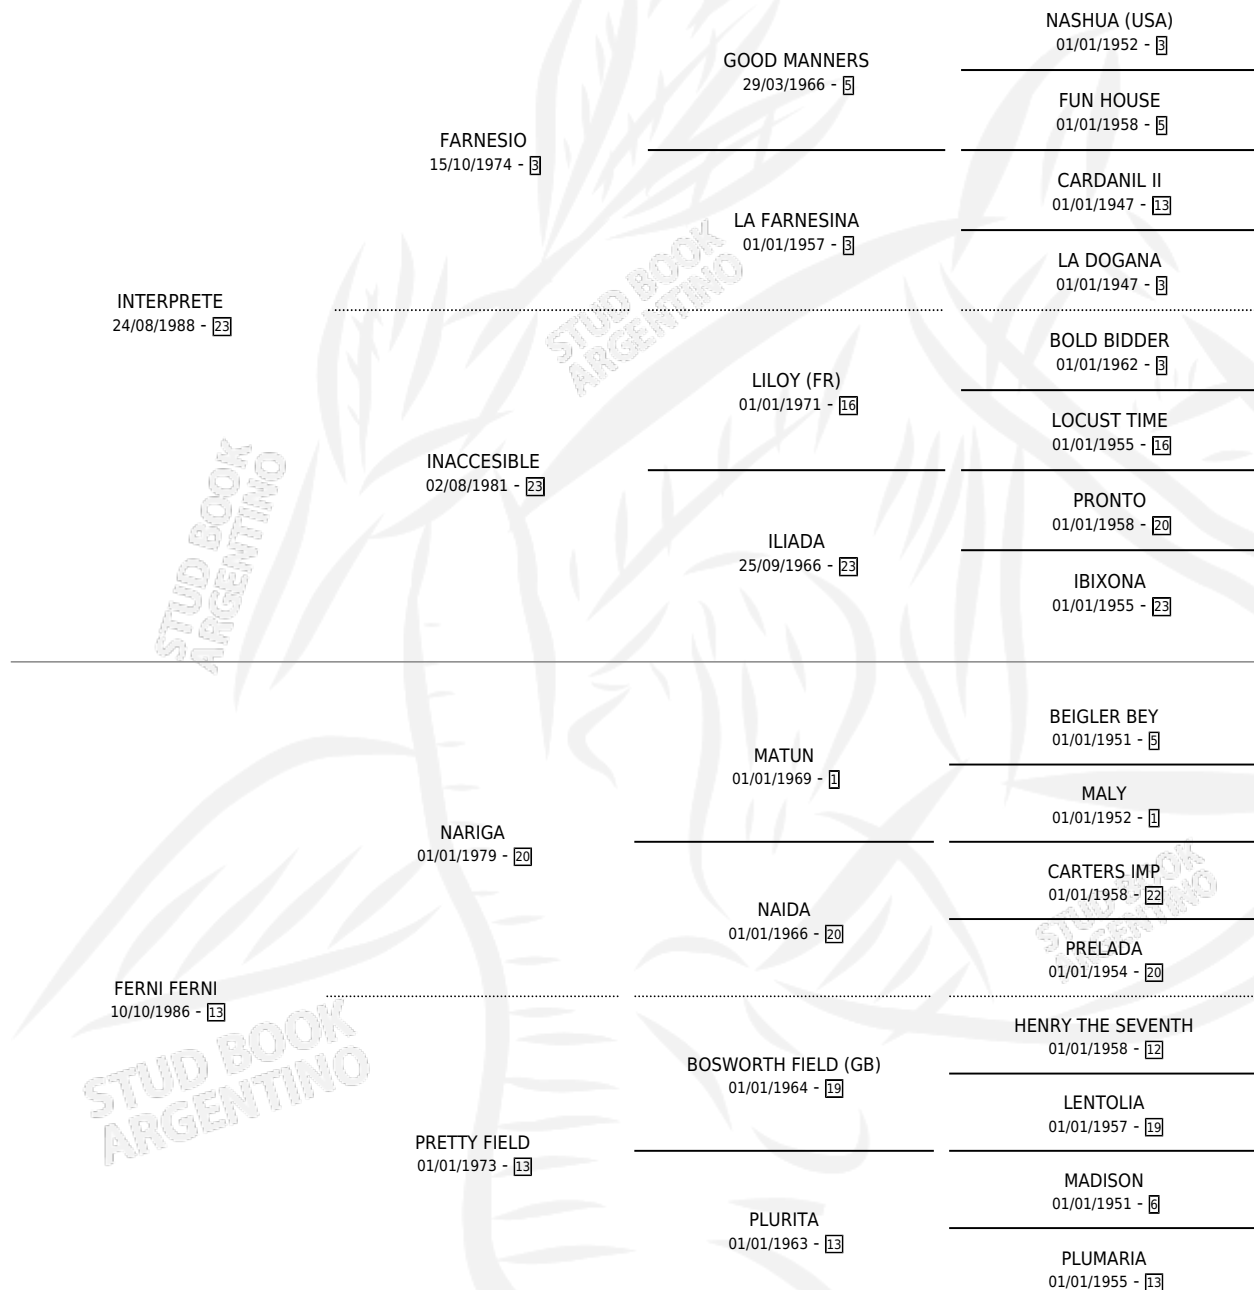 NASHUA (USA)
01/01/1952 - 3
GOOD MANNERS
29/03/1966 - 5
FUN HOUSE
01/01/1958 - 5
FARNESIO
15/10/1974 - 3
CARDANIL II
01/01/1947 - 13
LA FARNESINA
01/01/1957 - 3
LA DOGANA
01/01/1947 - 3
INTERPRETE
24/08/1988 - 23
BOLD BIDDER
01/01/1962 - 3
LILOY (FR)
01/01/1971 - 16
LOCUST TIME
01/01/1955 - 16
INACCESIBLE
02/08/1981 - 23
PRONTO
01/01/1958 - 20
ILIADA
25/09/1966 - 23
IBIXONA
01/01/1955 - 23
BEIGLER BEY
01/01/1951 - 5
MATUN
01/01/1969 - 1
MALY
01/01/1952 - 1
NARIGA
01/01/1979 - 20
CARTERS IMP
01/01/1958 - 22
NAIDA
01/01/1966 - 20
PRELADA
01/01/1954 - 20
FERNI FERNI
10/10/1986 - 13
HENRY THE SEVENTH
01/01/1958 - 12
BOSWORTH FIELD (GB)
01/01/1964 - 19
LENTOLIA
01/01/1957 - 19
PRETTY FIELD
01/01/1973 - 13
MADISON
01/01/1951 - 6
PLURITA
01/01/1963 - 13
PLUMARIA
01/01/1955 - 13
STUD BOOK
ARGENTINO
STUD BOOK
ARGENTINO
STUD BOOK
ARGENTINO
STUD BOOK
ARGENTINO